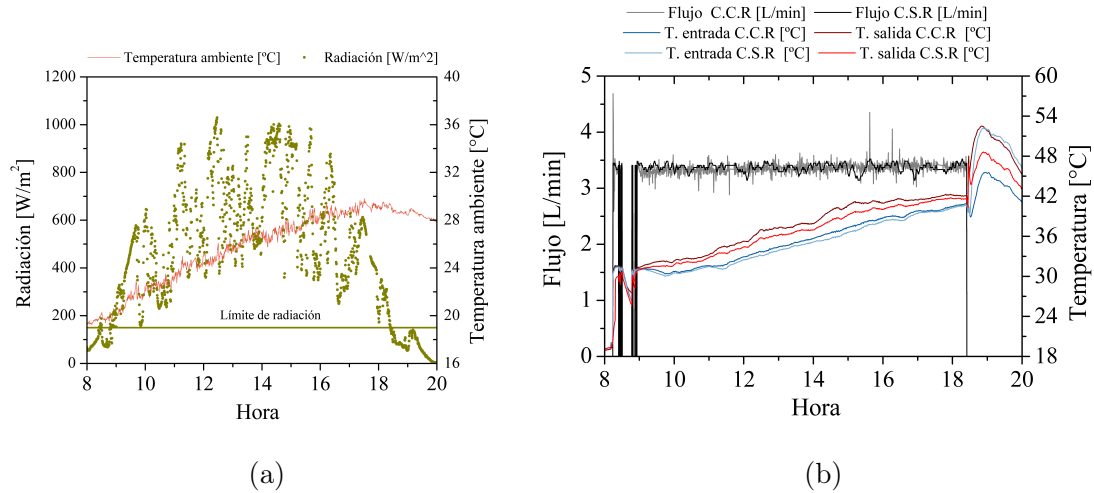 Temperatura ambiente [ºC] Radiación [W/m^2]
1200
1000
800
600
400
200
0
40
36
32
28
24
20
16
Radiación [W/m²]
Temperatura ambiente [°C]
Límite de radiación
8 10 12 14 16 18 20
Hora
(a)
Flujo C.C.R [L/min] Flujo C.S.R [L/min]
T. entrada C.C.R [ºC] T. salida C.C.R [ºC]
T. entrada C.S.R [ºC] T. salida C.S.R [ºC]
5
4
3
2
1
0
60
54
48
42
36
30
24
18
Flujo [L/min]
Temperatura [°C]
8 10 12 14 16 18 20
Hora
(b)